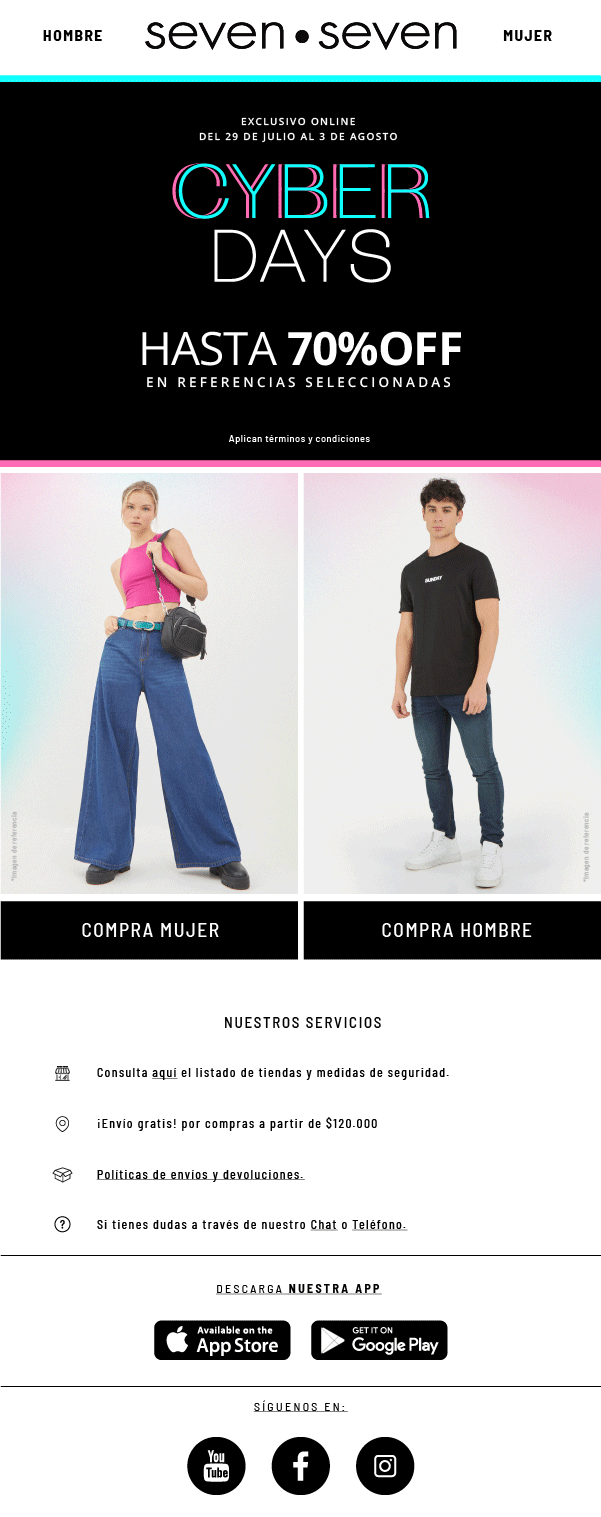 HOMBRE
seven•seven
MUJER
EXCLUSIVO ONLINE
DEL 29 DE JULIO AL 3 DE AGOSTO
CYBER
DAYS
HASTA 70%OFF
EN REFERENCIAS SELECCIONADAS
Aplican términos y condiciones
SUNDAY
*Imagen de referencia
*Imagen de referencia
COMPRA MUJER
COMPRA HOMBRE
NUESTROS SERVICIOS
Consulta aquí el listado de tiendas y medidas de seguridad.
¡Envío gratis! por compras a partir de $120.000
Políticas de envíos y devoluciones.
Si tienes dudas a través de nuestro Chat o Teléfono.
DESCARGA NUESTRA APP
Available on the
App Store
GET IT ON
Google Play
SÍGUENOS EN:
You
Tube